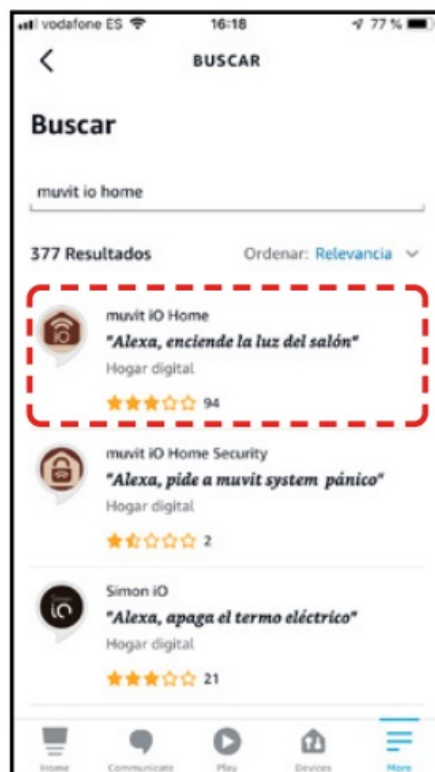 vodafone ES 16:18 77 %
BUSCAR
Buscar
muvit io home
377 Resultados Ordenar: Relevancia
muvit iO Home
"Alexa, enciende la luz del salón"
Hogar digital
94
muvit iO Home Security
"Alexa, pide a muvit system pánico"
Hogar digital
2
Simon iO
"Alexa, apaga el termo eléctrico"
Hogar digital
21
Home Communicate Play Devices More